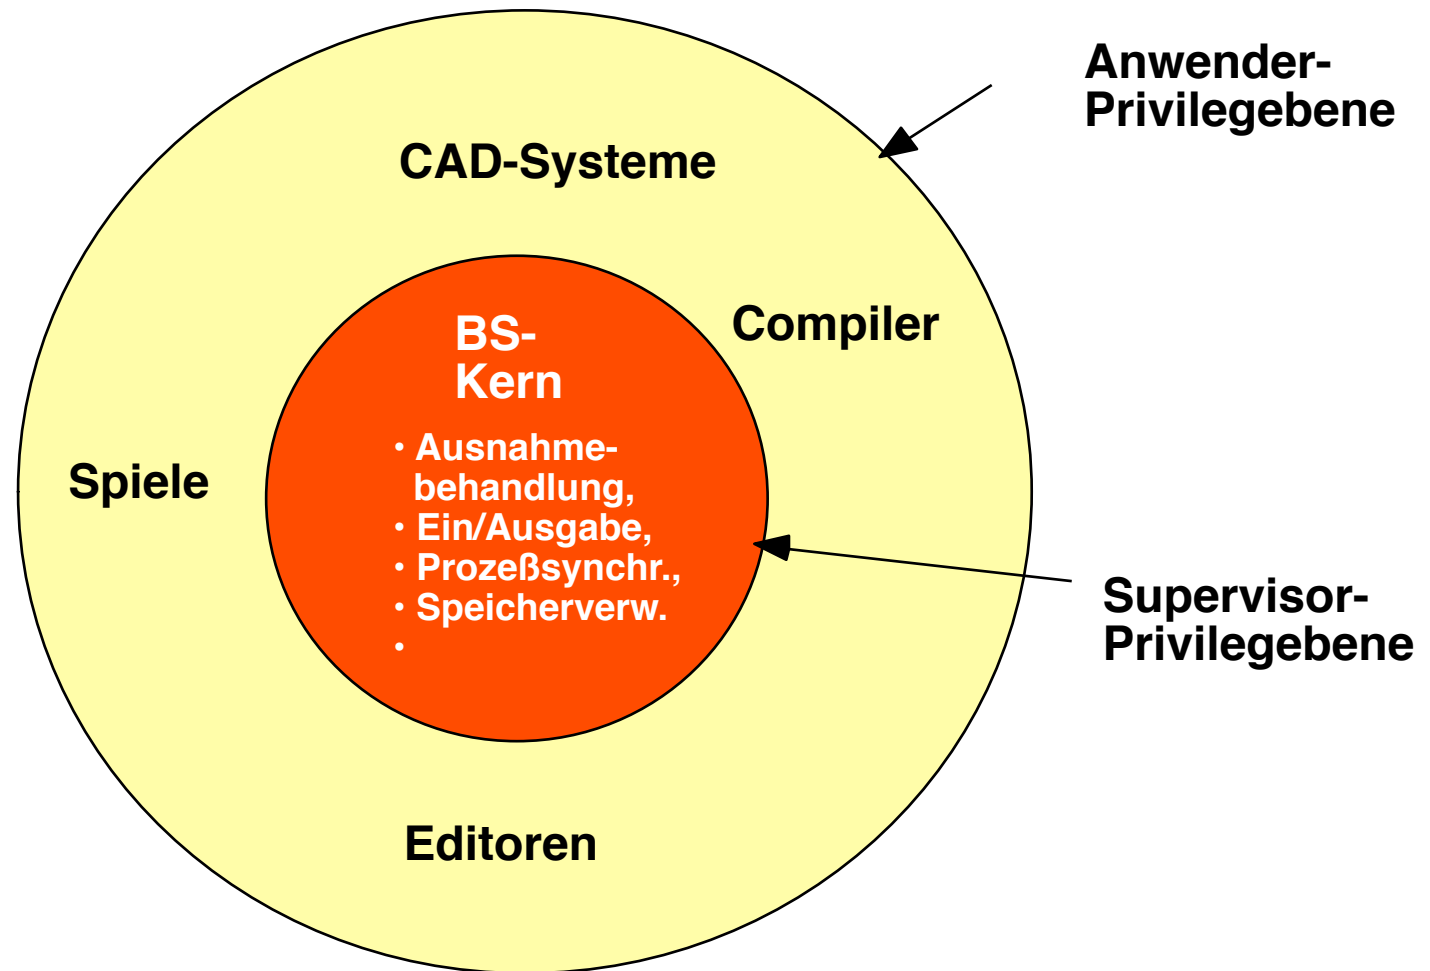 Anwender-
Privilegebene
CAD-Systeme
Compiler
BS-
Kern
· Ausnahme-
behandlung,
· Ein/Ausgabe,
· Prozeßsynchr.,
· Speicherverw.
·
Spiele
Supervisor-
Privilegebene
Editoren